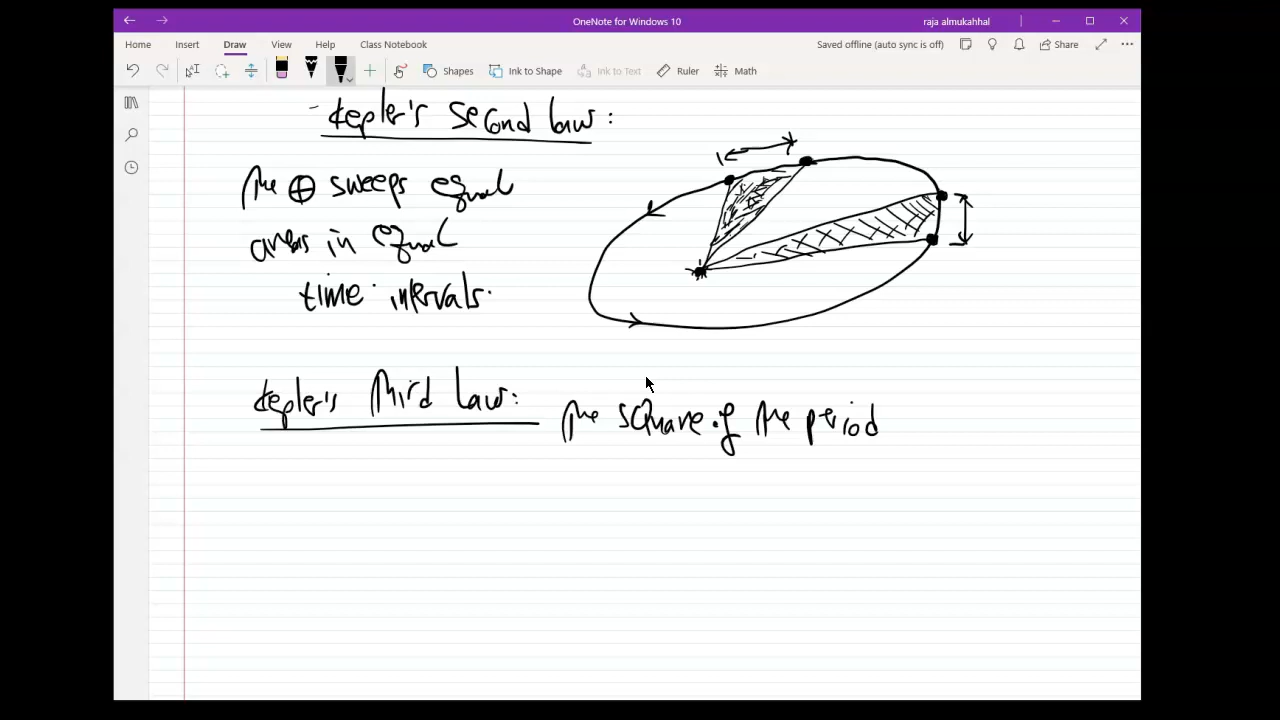 OneNote for Windows 10
raja almukahhal
Home Insert Draw View Help Class Notebook
Saved offline (auto sync is off)
Share
Shapes Ink to Shape Ink to Text Ruler Math
Kepler's Second Law:
The ⊕ sweeps equal
areas in equal
time intervals.
Kepler's Third Law: The square of the period